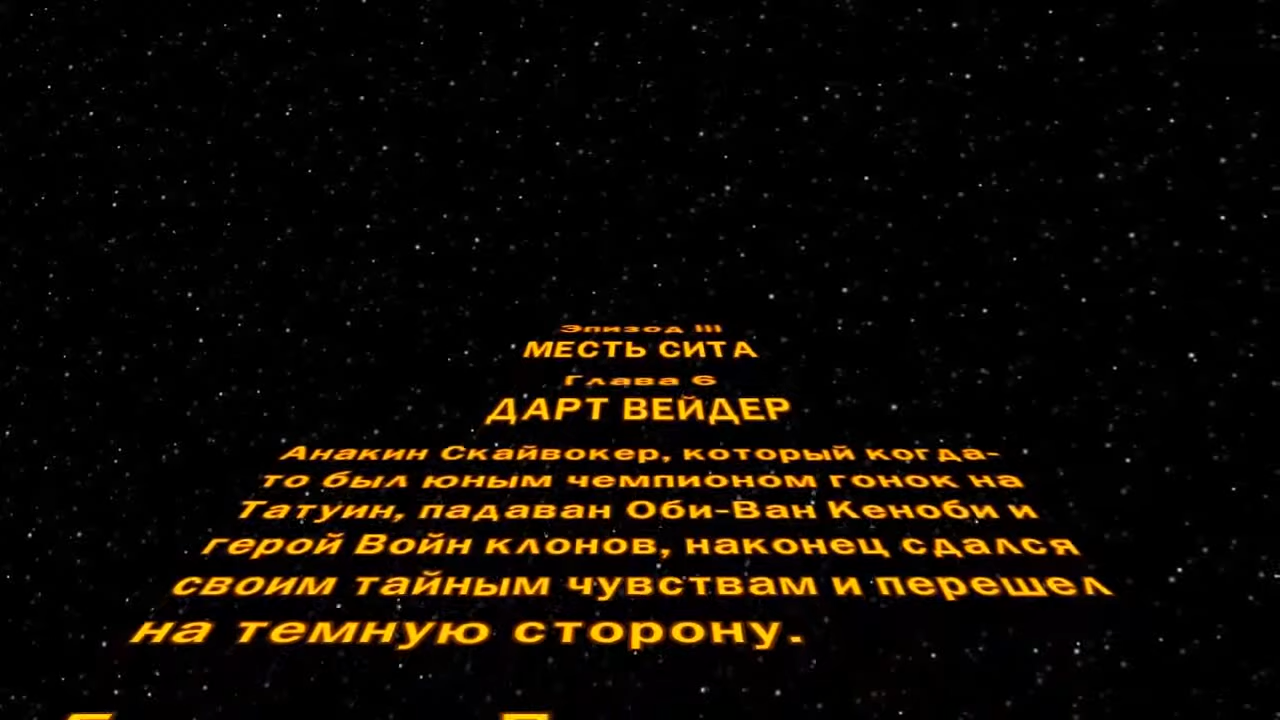 Эпизод III
МЕСТЬ СИТА
Глава 6
ДАРТ ВЕЙДЕР
Анакин Скайвокер, который когда-
то был юным чемпионом гонок на
Татуин, падаван Оби-Ван Кеноби и
герой Войн клонов, наконец сдался
своим тайным чувствам и перешел
на темную сторону.